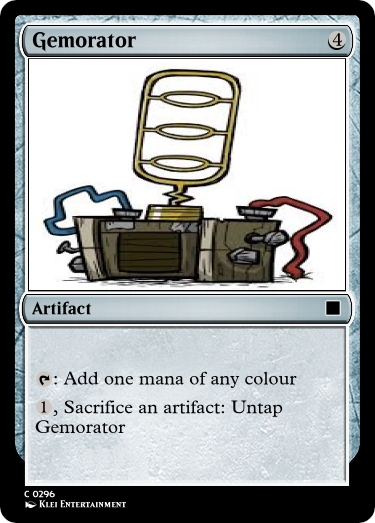 Gemorator 4
Artifact
: Add one mana of any colour
1, Sacrifice an artifact: Untap
Gemorator
C 0296
KLEI ENTERTAINMENT